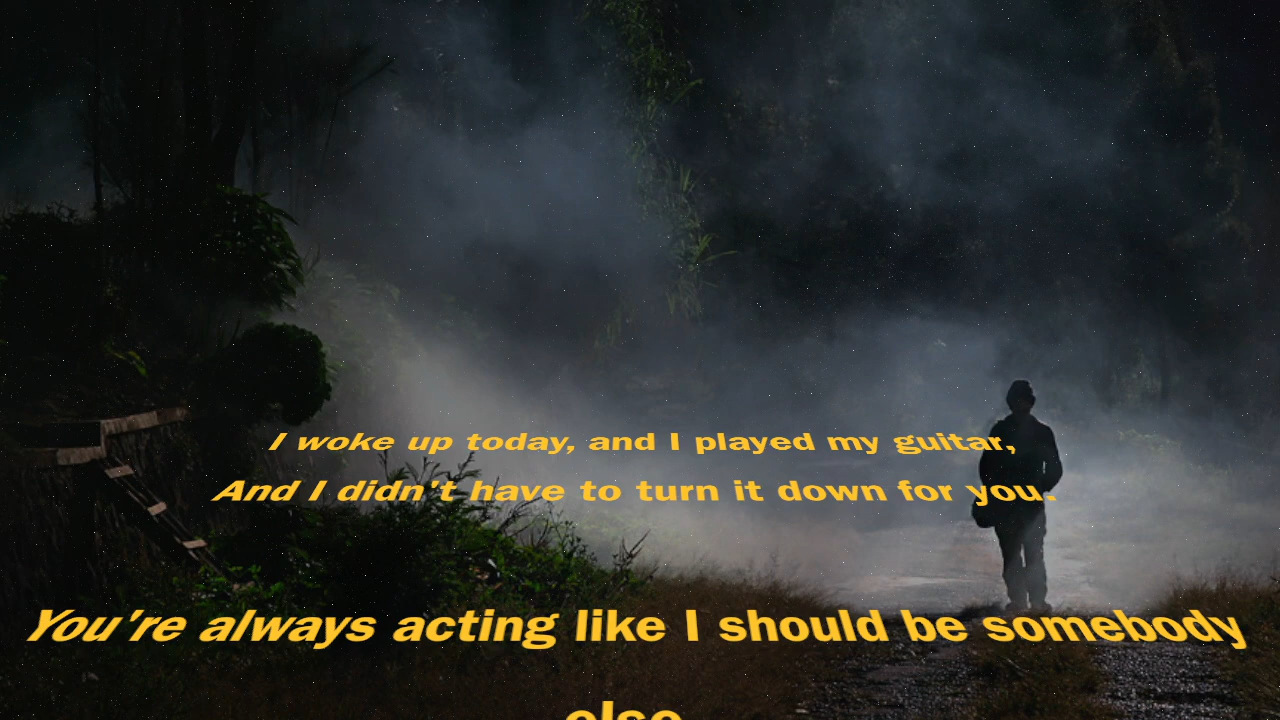 I woke up today, and I played my guitar,
And I didn't have to turn it down for you.
You're always acting like I should be somebody
else